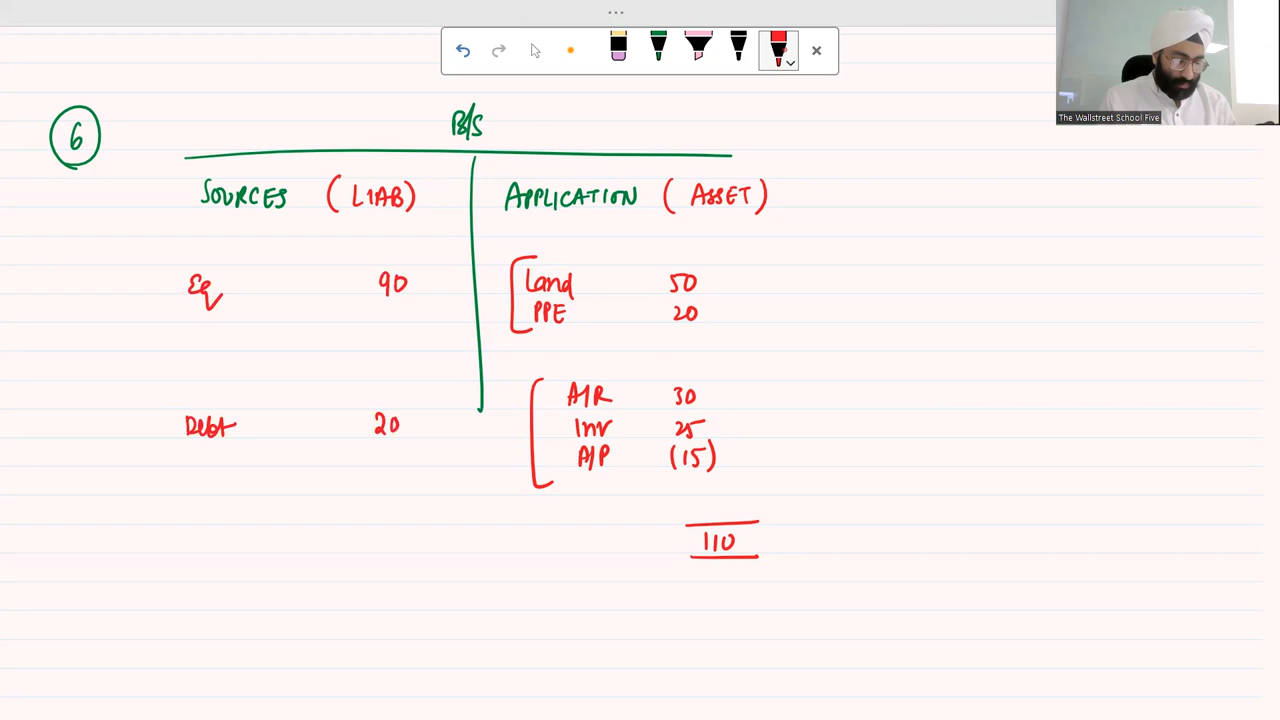 The Wallstreet School Five
6
B/S
SOURCES (LIAB) APPLICATION (ASSET)
Eq 90 Land 50
PPE 20
A/R 30
Debt 20 Inv 25
A/P (15)
110